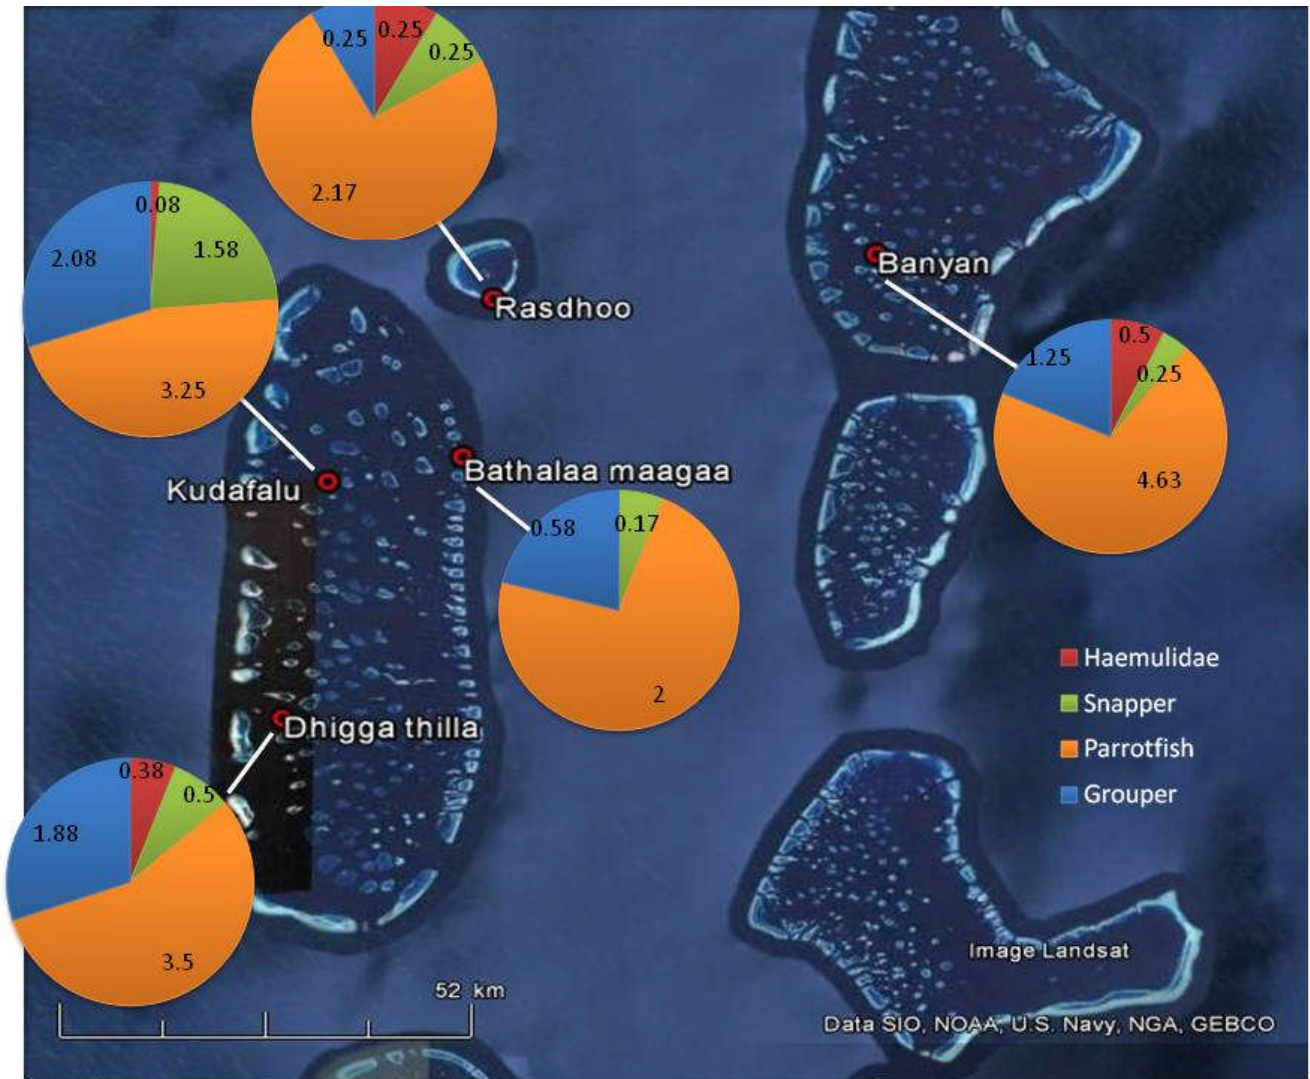 0.25
0.25
0.25
2.17
0.08
2.08
1.58
3.25
Rasdhoo
Banyan
0.5
1.25
0.25
4.63
Kudafalu
Bathalaa maagaa
0.58
0.17
2
Dhigga thilla
0.38
0.5
1.88
3.5
Haemulidae
Snapper
Parrotfish
Grouper
Image Landsat
52 km
Data SIO, NOAA, U.S. Navy, NGA, GEBCO